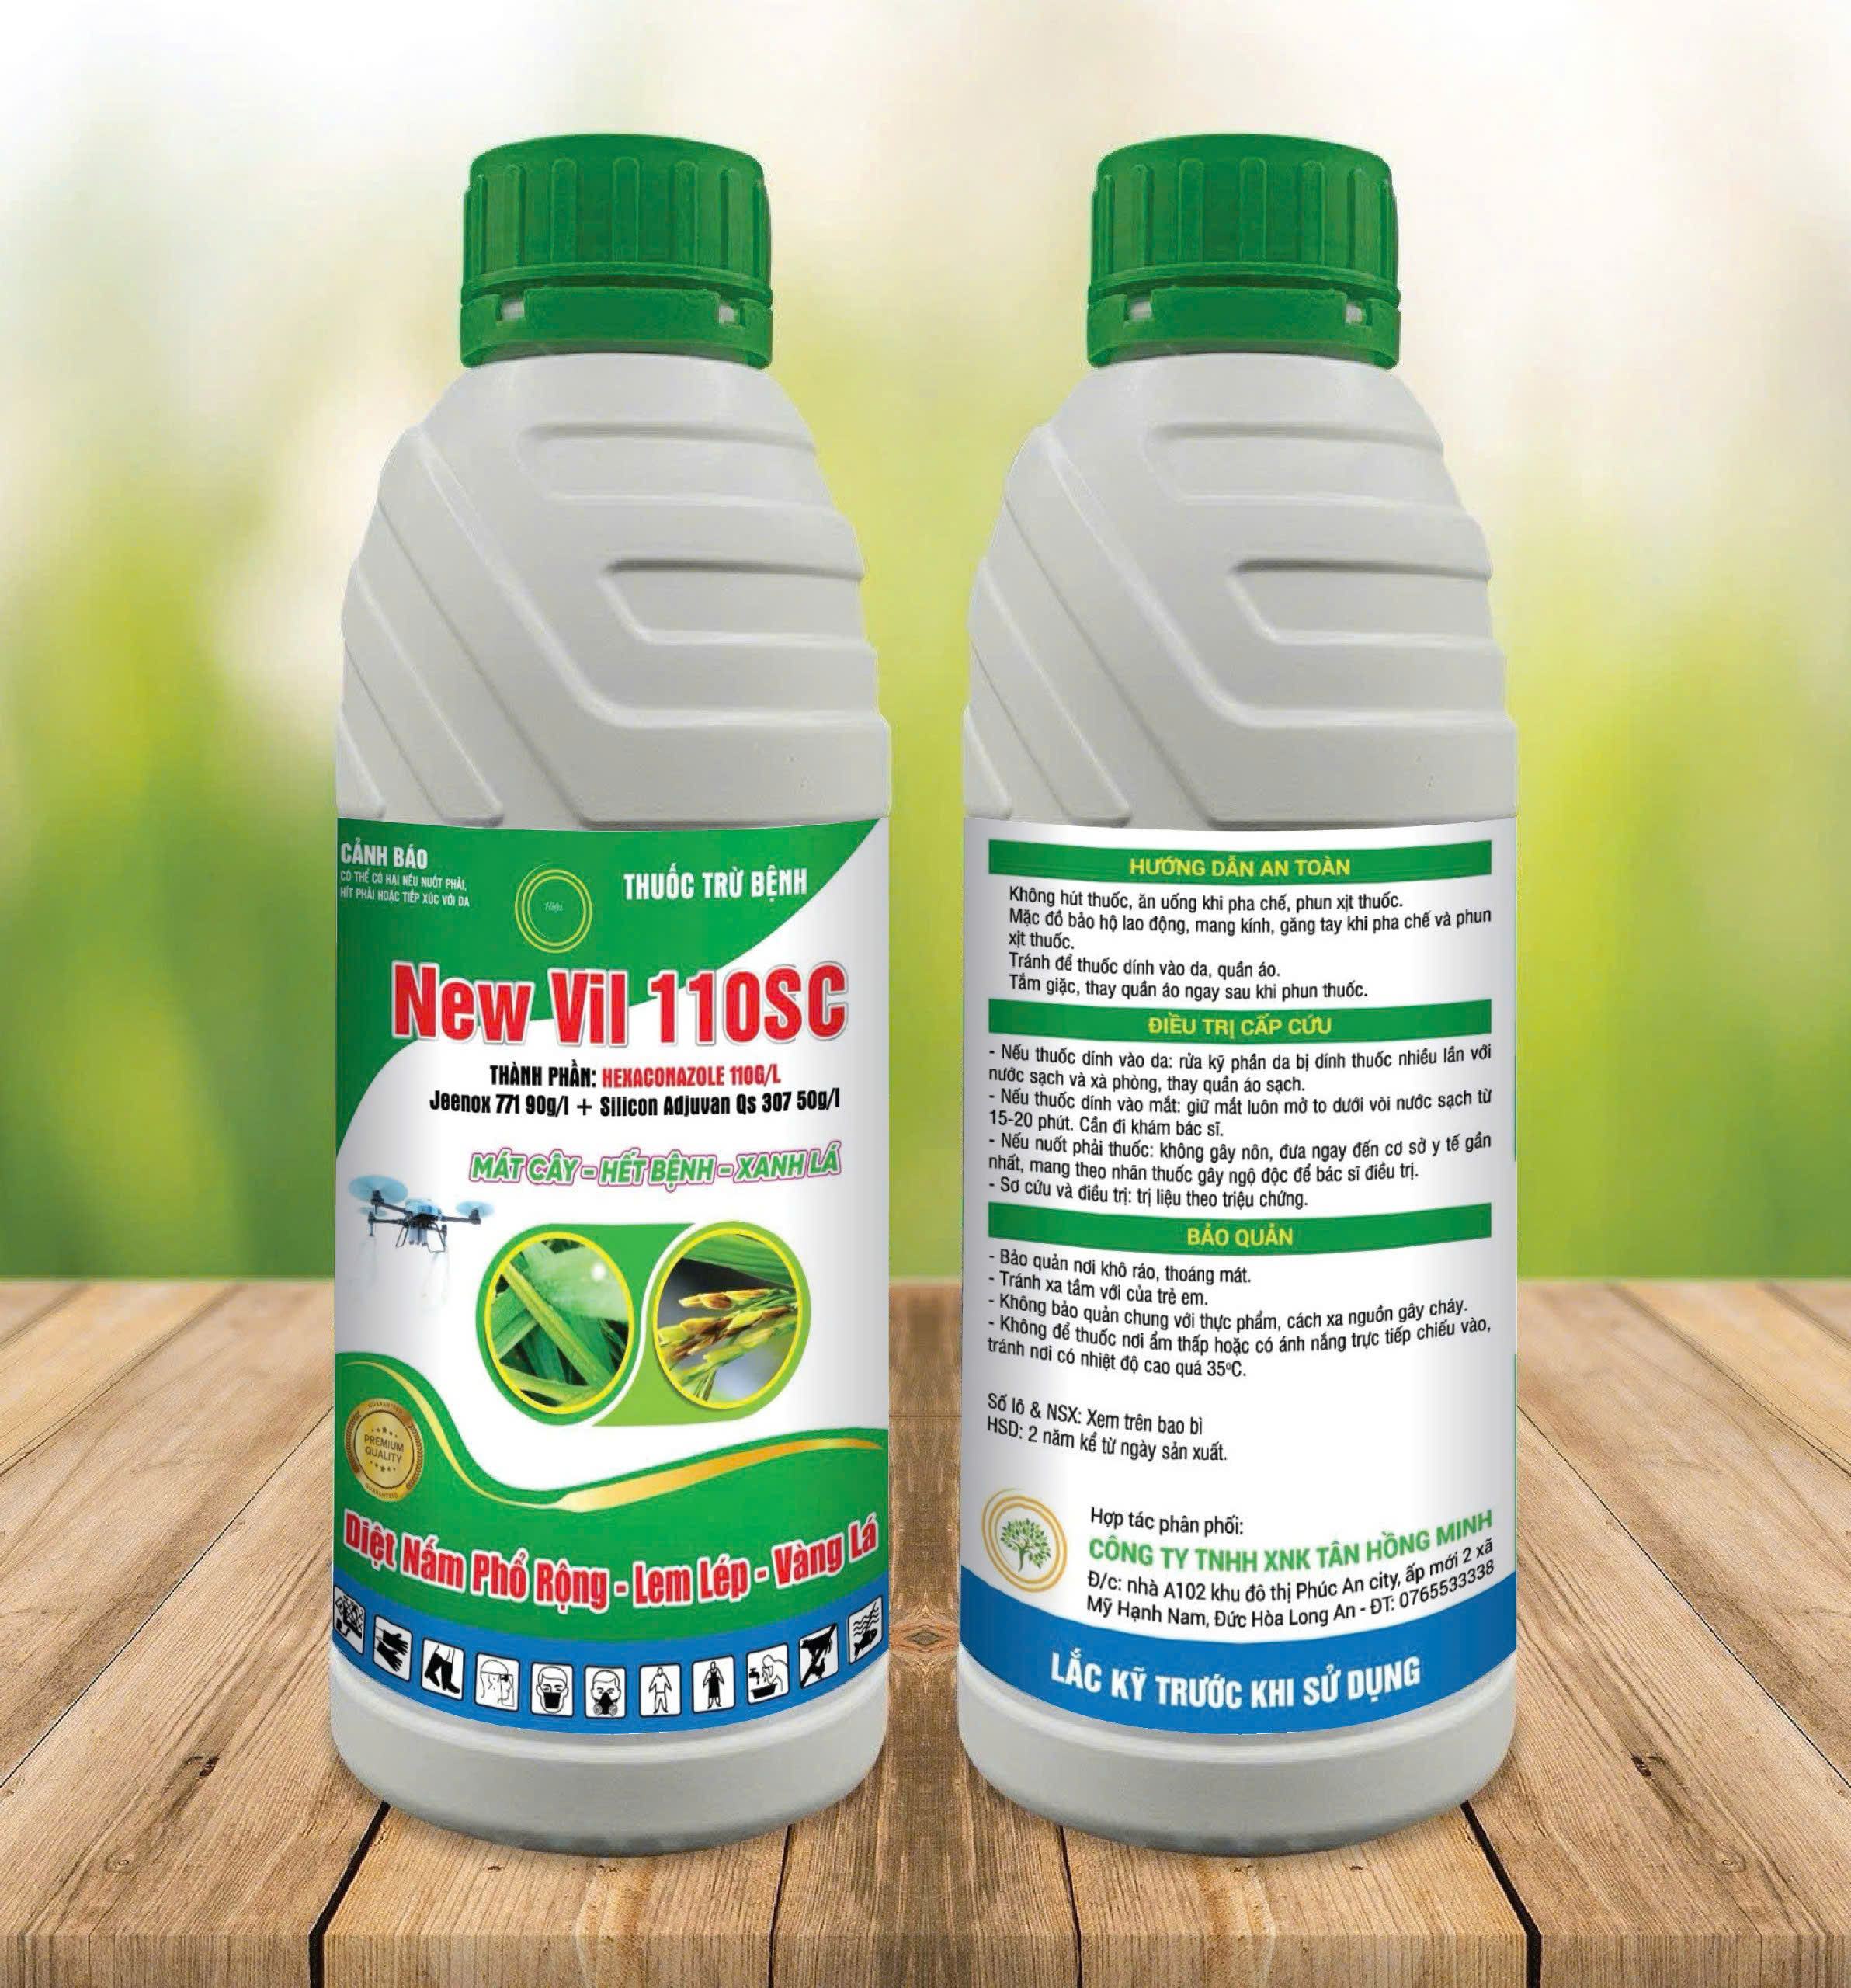 CẢNH BÁO
CÓ THỂ CÓ HẠI NẾU NUỐT PHẢI,
HÍT PHẢI HOẶC TIẾP XÚC VỚI DA
THUỐC TRỪ BỆNH
New Vil 110SC
THÀNH PHẦN: HEXACONAZOLE 110G/L
Jeenox 771 90g/l + Silicon Adjuvan Qs 307 50g/l
MÁT CÂY - HẾT BỆNH - XANH LÁ
GUARANTEED
PREMIUM
QUALITY
GUARANTEED
Diệt Nấm Phổ Rộng - Lem Lép - Vàng Lá
HƯỚNG DẪN AN TOÀN
Không hút thuốc, ăn uống khi pha chế, phun xịt thuốc.
Mặc đồ bảo hộ lao động, mang kính, găng tay khi pha chế và phun
xịt thuốc.
Tránh để thuốc dính vào da, quần áo.
Tắm giặc, thay quần áo ngay sau khi phun thuốc.
ĐIỀU TRỊ CẤP CỨU
- Nếu thuốc dính vào da: rửa kỹ phần da bị dính thuốc nhiều lần với
nước sạch và xà phòng, thay quần áo sạch.
- Nếu thuốc dính vào mắt: giữ mắt luôn mở to dưới vòi nước sạch từ
15-20 phút. Cần đi khám bác sĩ.
- Nếu nuốt phải thuốc: không gây nôn, đưa ngay đến cơ sở y tế gần
nhất, mang theo nhãn thuốc gây ngộ độc để bác sĩ điều trị.
- Sơ cứu và điều trị: trị liệu theo triệu chứng.
BẢO QUẢN
- Bảo quản nơi khô ráo, thoáng mát.
- Tránh xa tầm với của trẻ em.
- Không bảo quản chung với thực phẩm, cách xa nguồn gây cháy.
- Không để thuốc nơi ẩm thấp hoặc có ánh nắng trực tiếp chiếu vào,
tránh nơi có nhiệt độ cao quá 35ºC.
Số lô & NSX: Xem trên bao bì
HSD: 2 năm kể từ ngày sản xuất.
Hợp tác phân phối:
CÔNG TY TNHH XNK TÂN HỒNG MINH
Đ/c: nhà A102 khu đô thị Phúc An city, ấp mới 2 xã
Mỹ Hạnh Nam, Đức Hòa Long An - ĐT: 0765533338
LẮC KỸ TRƯỚC KHI SỬ DỤNG